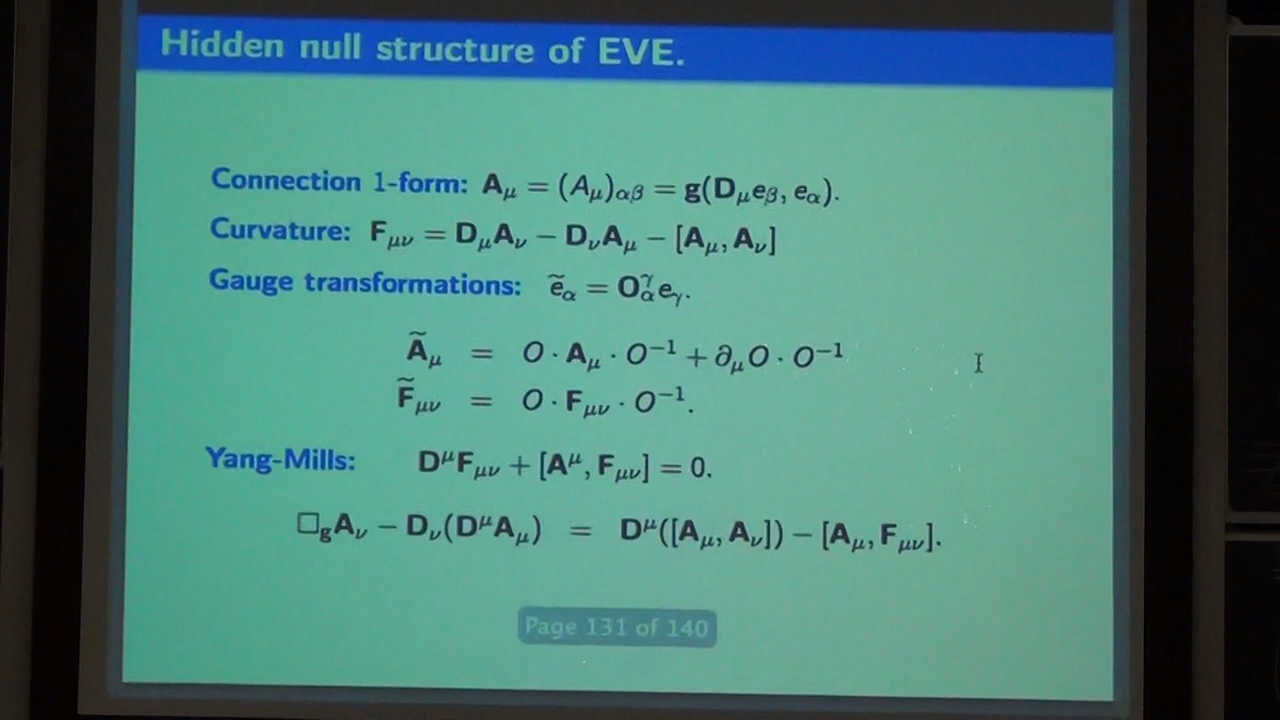 Hidden null structure of EVE.
Connection 1-form: A_μ = (A_μ)_αβ = g(D_μ e_β, e_α).
Curvature: F_μν = D_μ A_ν − D_ν A_μ − [A_μ, A_ν]
Gauge transformations: ẽ_α = O_α^γ e_γ.
Ã_μ = O · A_μ · O⁻¹ + ∂_μ O · O⁻¹
F̃_μν = O · F_μν · O⁻¹.
Yang-Mills: D^μ F_μν + [A^μ, F_μν] = 0.
□_g A_ν − D_ν(D^μ A_μ) = D^μ([A_μ, A_ν]) − [A_μ, F_μν].
Page 131 of 140